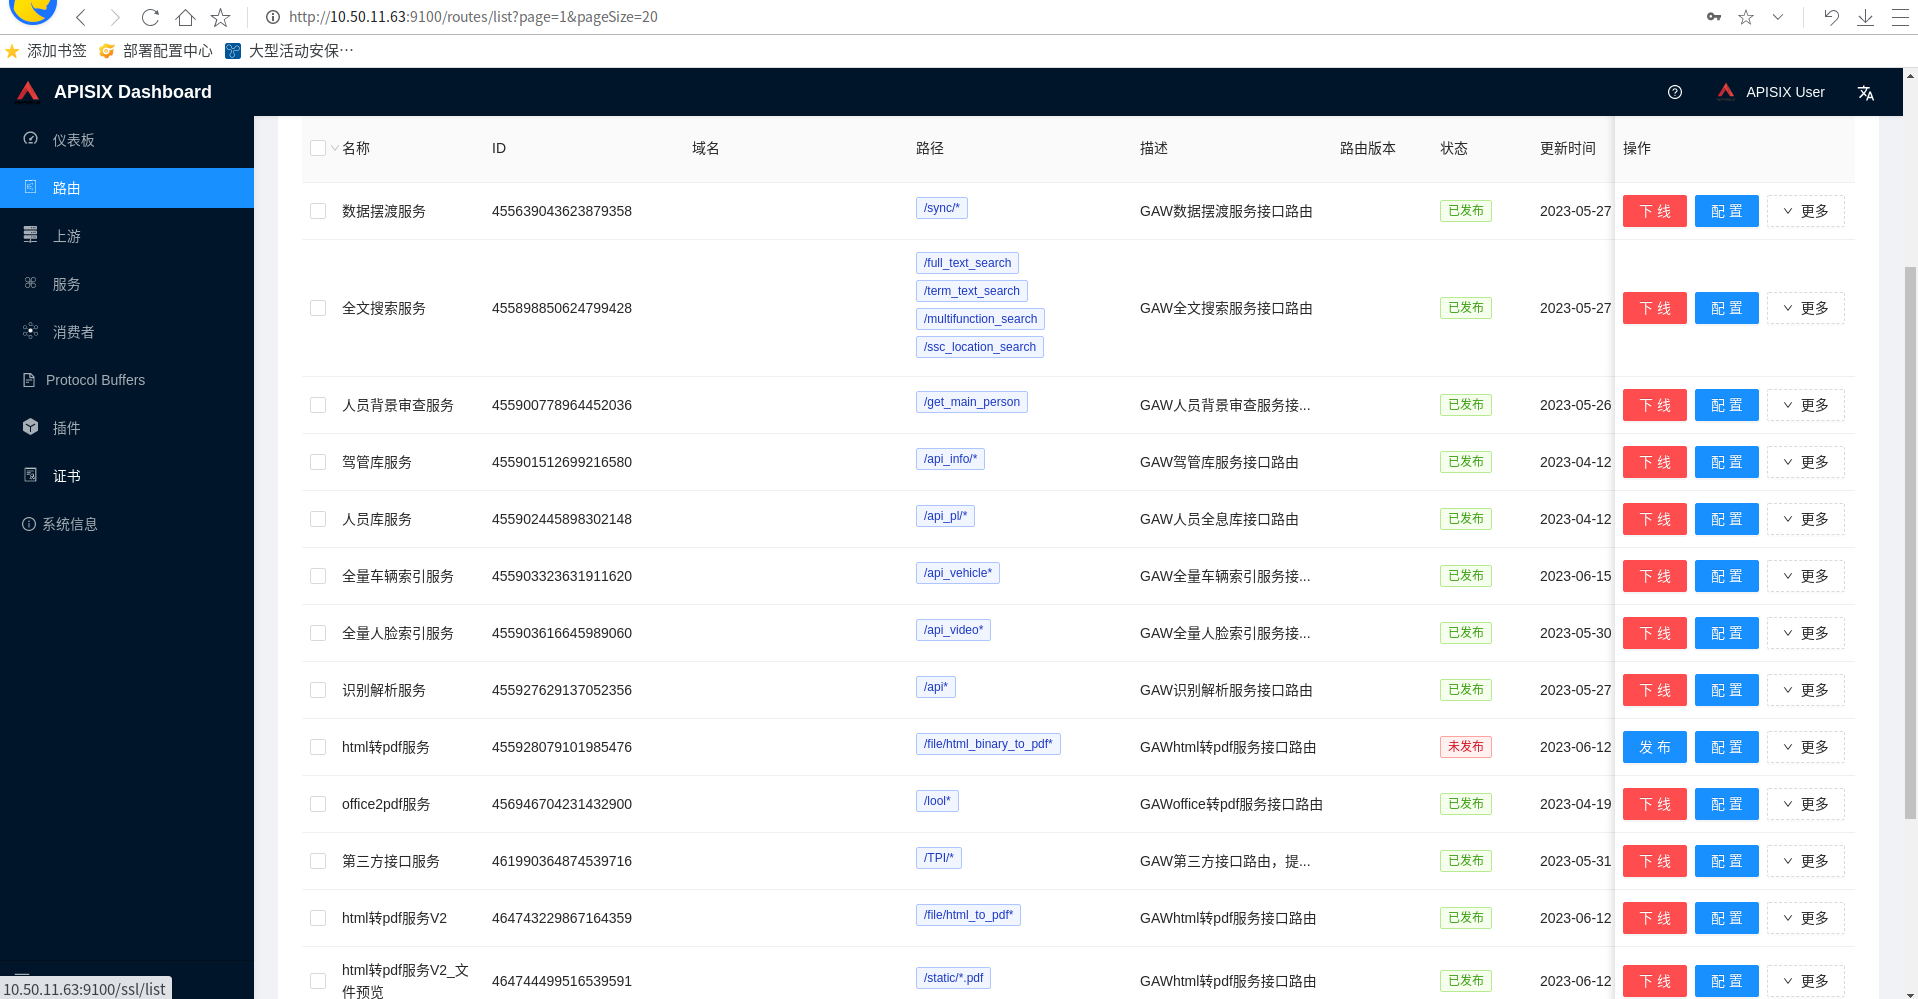 http://10.50.11.63:9100/routes/list?page=1&pageSize=20
添加书签 部署配置中心 大型活动安保···
APISIX Dashboard APISIX User
仪表板
路由
上游
服务
消费者
Protocol Buffers
插件
证书
系统信息
名称 ID 域名 路径 描述 路由版本 状态 更新时间 操作
数据摆渡服务 455639043623879358 /sync/* GAW数据摆渡服务接口路由 已发布 2023-05-27 下线 配置 更多
/full_text_search
/term_text_search
全文搜索服务 455898850624799428 GAW全文搜索服务接口路由 已发布 2023-05-27 下线 配置 更多
/multifunction_search
/ssc_location_search
人员背景审查服务 455900778964452036 /get_main_person GAW人员背景审查服务接... 已发布 2023-05-26 下线 配置 更多
驾管库服务 455901512699216580 /api_info/* GAW驾管库服务接口路由 已发布 2023-04-12 下线 配置 更多
人员库服务 455902445898302148 /api_pl/* GAW人员全息库接口路由 已发布 2023-04-12 下线 配置 更多
全量车辆索引服务 455903323631911620 /api_vehicle* GAW全量车辆索引服务接... 已发布 2023-06-15 下线 配置 更多
全量人脸索引服务 455903616645989060 /api_video* GAW全量人脸索引服务接... 已发布 2023-05-30 下线 配置 更多
识别解析服务 455927629137052356 /api* GAW识别解析服务接口路由 已发布 2023-05-27 下线 配置 更多
html转pdf服务 455928079101985476 /file/html_binary_to_pdf* GAWhtml转pdf服务接口路由 未发布 2023-06-12 发布 配置 更多
office2pdf服务 456946704231432900 /lool* GAWoffice转pdf服务接口路由 已发布 2023-04-19 下线 配置 更多
第三方接口服务 461990364874539716 /TPI/* GAW第三方接口路由，提... 已发布 2023-05-31 下线 配置 更多
html转pdf服务V2 464743229867164359 /file/html_to_pdf* GAWhtml转pdf服务接口路由 已发布 2023-06-12 下线 配置 更多
html转pdf服务V2_文
件预览 464744499516539591 /static/*.pdf GAWhtml转pdf服务接口路由 已发布 2023-06-12 下线 配置 更多
10.50.11.63:9100/ssl/list